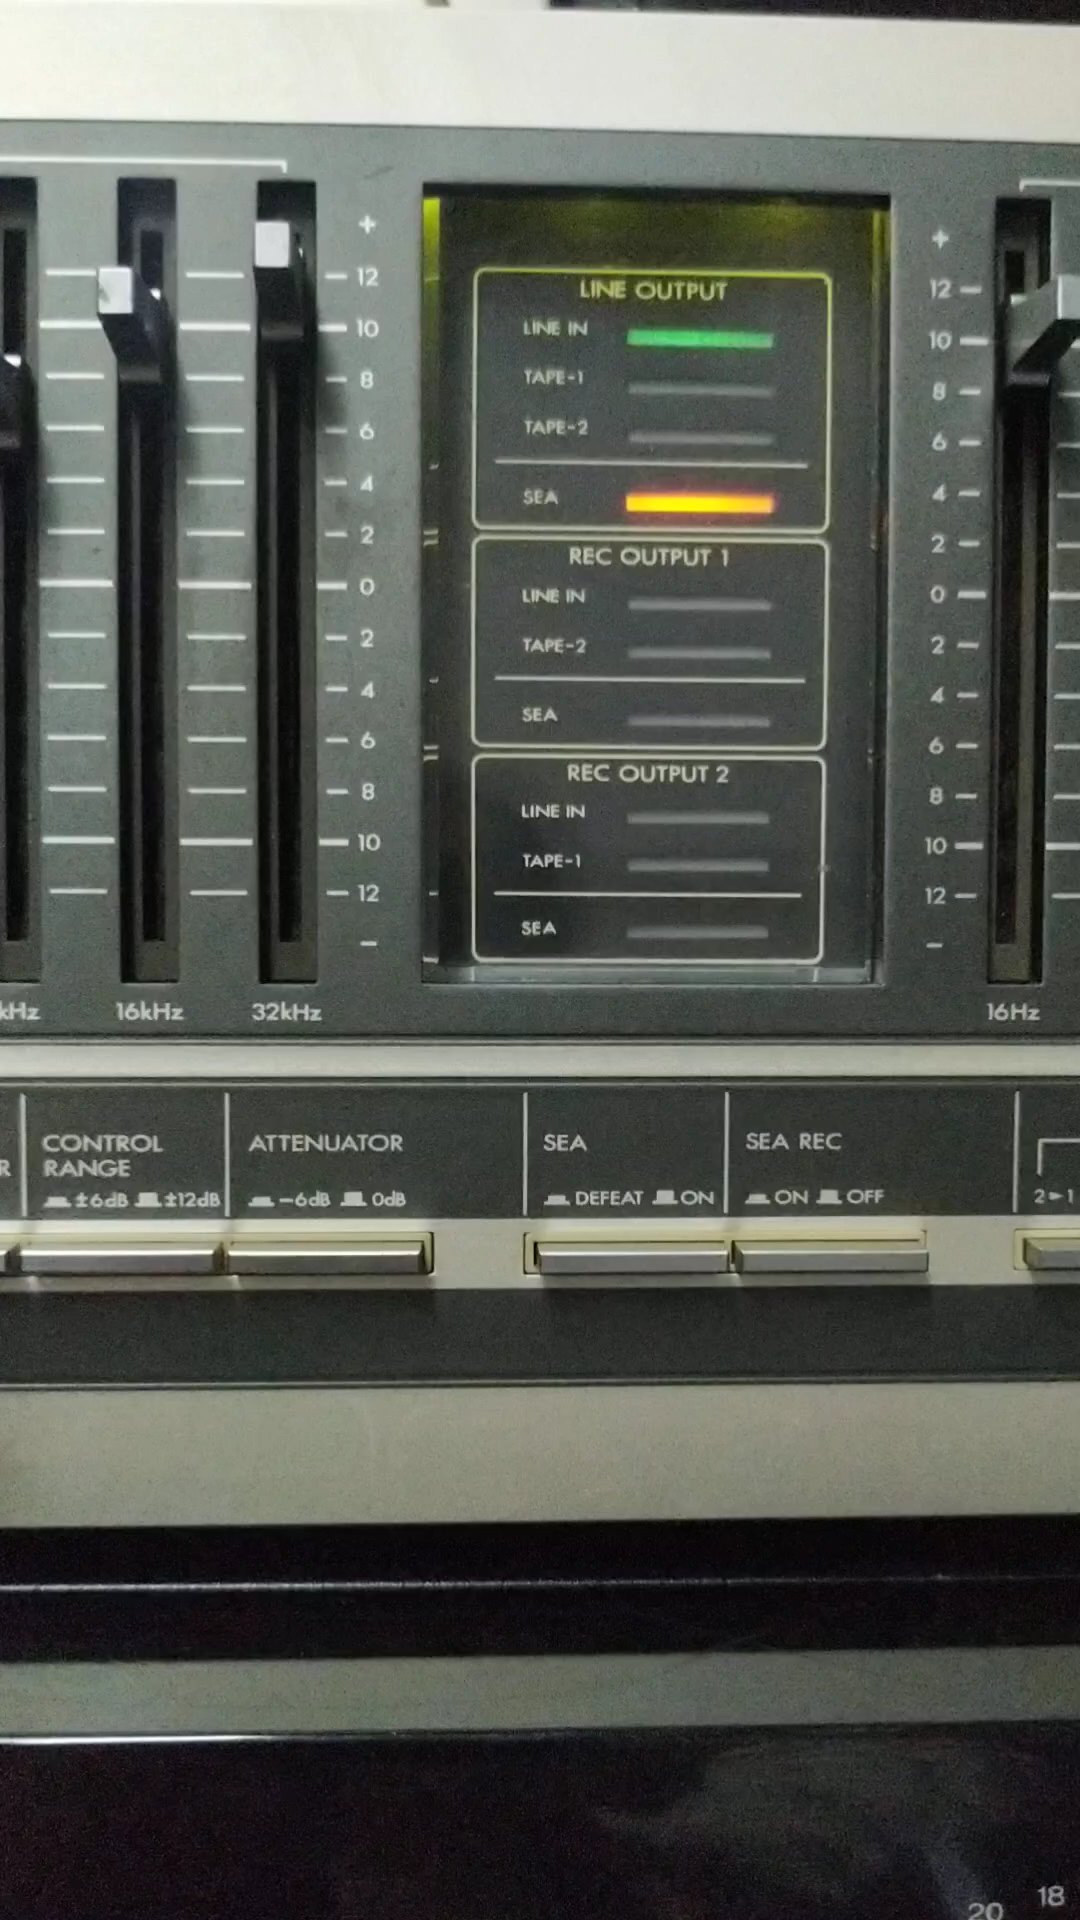 +
12
10
8
6
4
2
0
2
4
6
8
10
12
−
kHz
16kHz
32kHz
LINE OUTPUT
LINE IN
TAPE-1
TAPE-2
SEA
REC OUTPUT 1
LINE IN
TAPE-2
SEA
REC OUTPUT 2
LINE IN
TAPE-1
SEA
+
12
10
8
6
4
2
0
2
4
6
8
10
12
−
16Hz
R
CONTROL
RANGE
±6dB ±12dB
ATTENUATOR
−6dB 0dB
SEA
DEFEAT ON
SEA REC
ON OFF
2►1
20 18